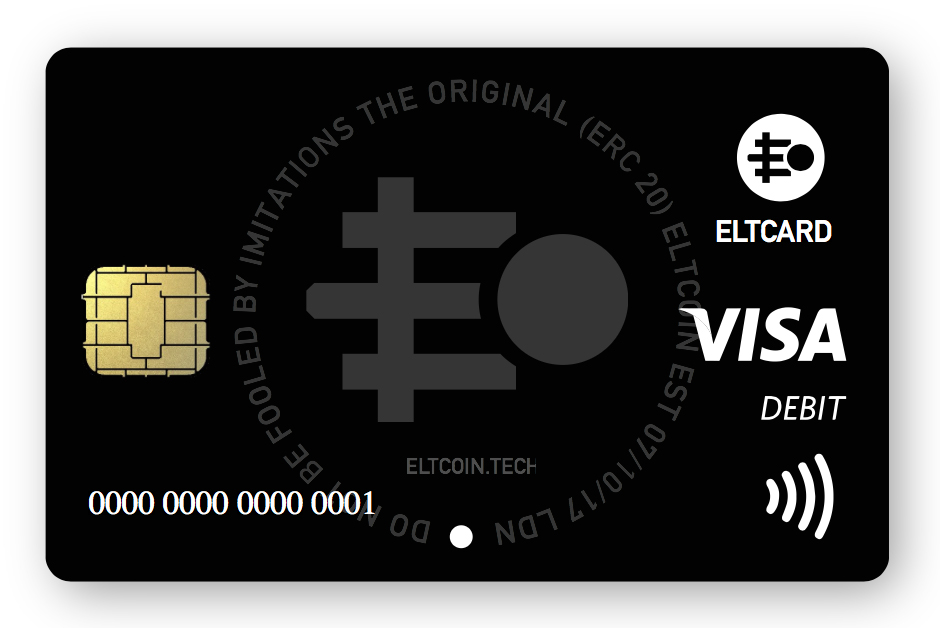 DO NOT BE FOOLED BY IMITATIONS THE ORIGINAL (ERC 20) ELTCOIN EST 07/10/17 LDN
ELTCARD
VISA
DEBIT
ELTCOIN.TECH
0000 0000 0000 0001